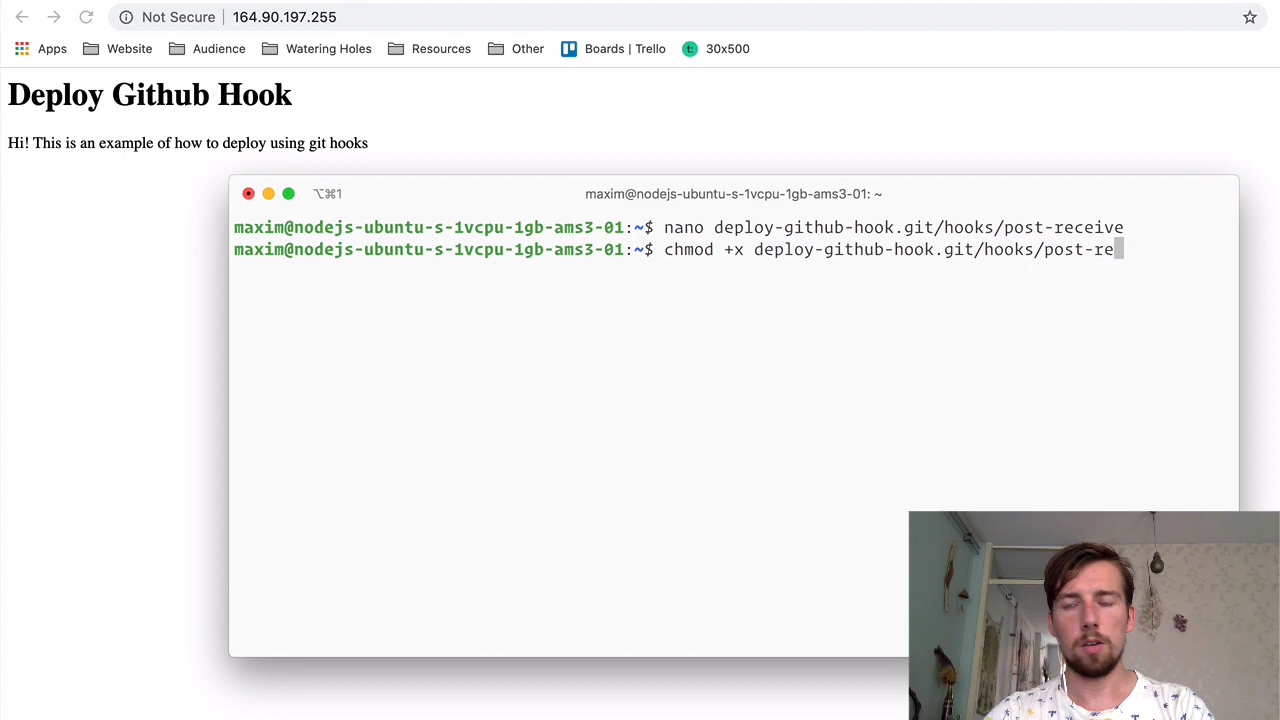 Not Secure | 164.90.197.255
Apps Website Audience Watering Holes Resources Other Boards | Trello t: 30x500
Deploy Github Hook
Hi! This is an example of how to deploy using git hooks
⌥⌘1 maxim@nodejs-ubuntu-s-1vcpu-1gb-ams3-01: ~
maxim@nodejs-ubuntu-s-1vcpu-1gb-ams3-01:~$ nano deploy-github-hook.git/hooks/post-receive
maxim@nodejs-ubuntu-s-1vcpu-1gb-ams3-01:~$ chmod +x deploy-github-hook.git/hooks/post-re